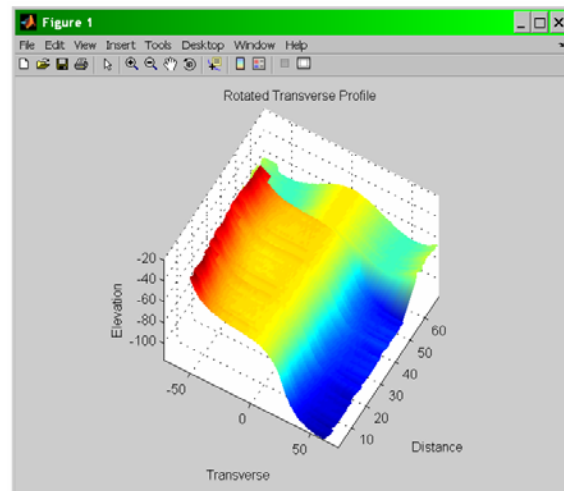 Figure 1
File Edit View Insert Tools Desktop Window Help
Rotated Transverse Profile
-20
-40
-60
-80
-100
Elevation
-50
0
50
Transverse
10
20
30
40
50
60
Distance